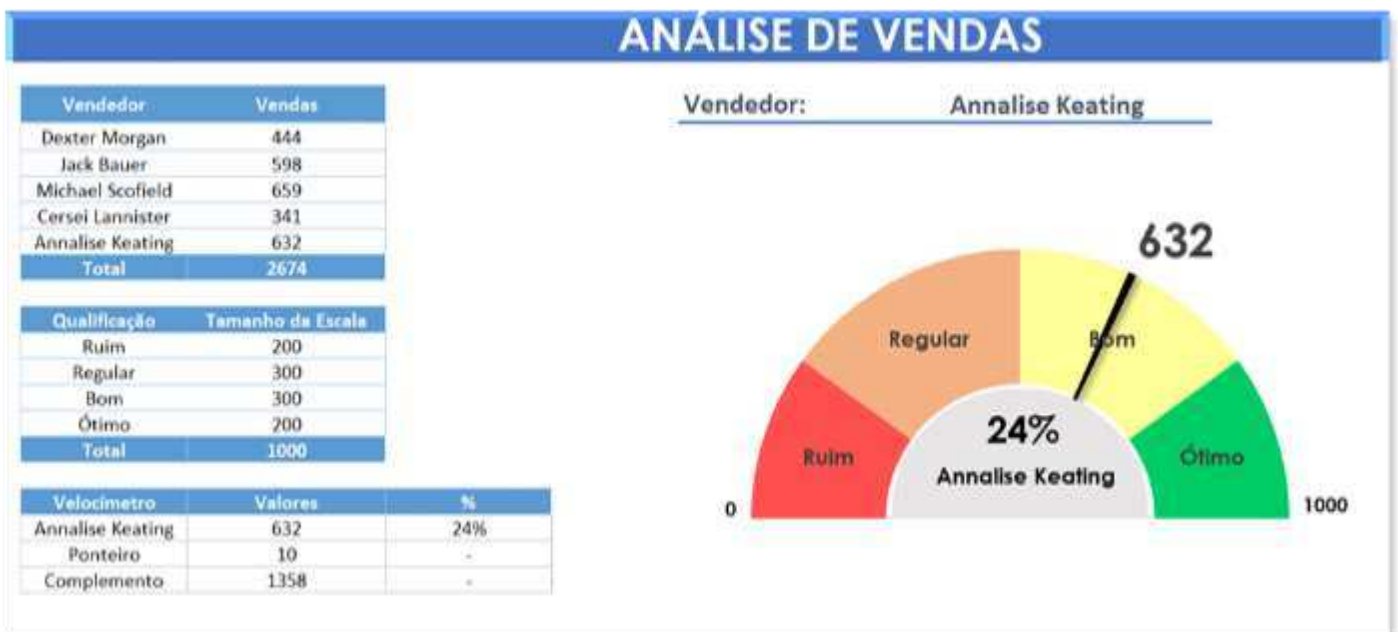 ANÁLISE DE VENDAS
Vendedor Vendas
Dexter Morgan 444
Jack Bauer 598
Michael Scofield 659
Cersei Lannister 341
Annalise Keating 632
Total 2674
Qualificação Tamanho da Escala
Ruim 200
Regular 300
Bom 300
Ótimo 200
Total 1000
Velocímetro Valores %
Annalise Keating 632 24%
Ponteiro 10 -
Complemento 1358 -
Vendedor: Annalise Keating
632
Regular
Bom
Ruim
Ótimo
24%
Annalise Keating
0
1000